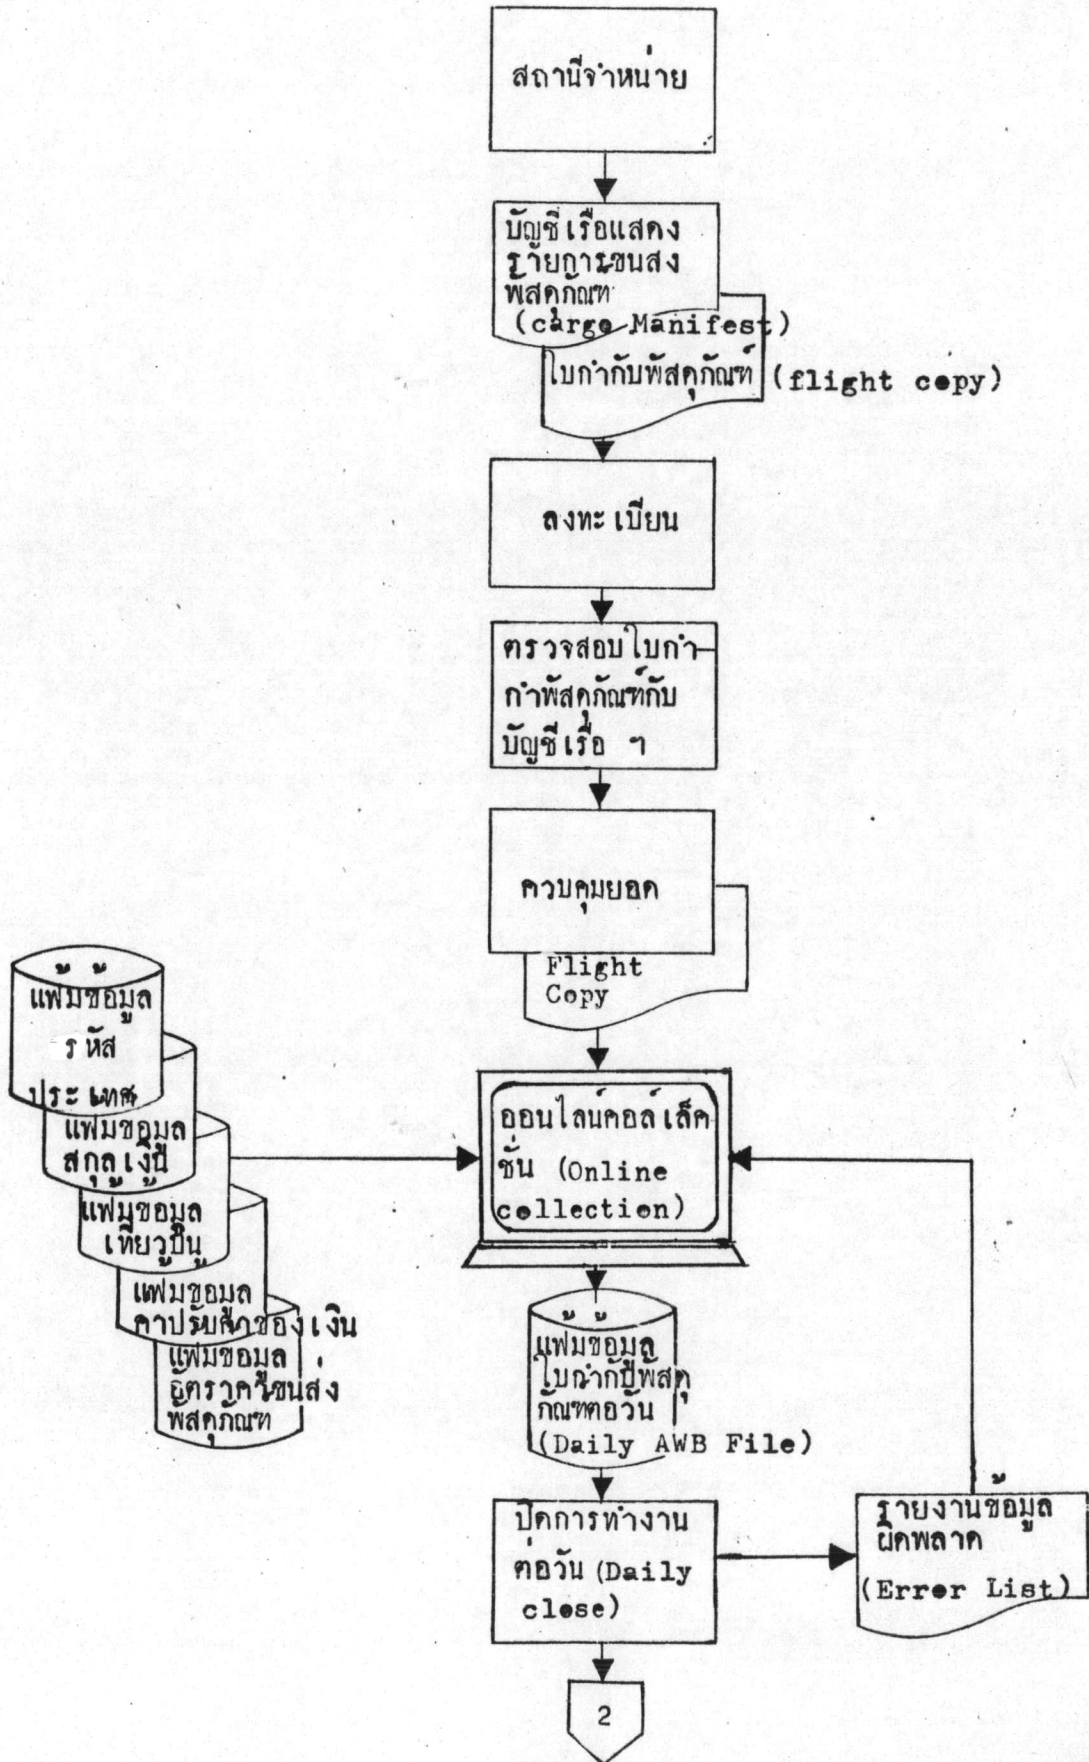 สถานีจำหน่าย
บัญชีเรือแสดง
รายการขนส่ง
พัสดุภัณฑ์
(cargo Manifest)
ใบกำกับพัสดุภัณฑ์ (flight copy)
ลงทะเบียน
ตรวจสอบใบกำ-
กำพัสดุภัณฑ์กับ
บัญชีเรือ ฯ
ควบคุมยอด
Flight
Copy
แฟ้มข้อมูล
รหัส
ประเทศ
แฟ้มข้อมูล
สกุลเงิน
แฟ้มข้อมูล
เที่ยวบิน
แฟ้มข้อมูล
ค่าปรับค่าของเงิน
แฟ้มข้อมูล
อัตราค่าขนส่ง
พัสดุภัณฑ์
ออนไลน์คอล์เล็ค
ชั่น (Online
collection)
แฟ้มข้อมูล
ใบกำกับพัสดุ
ภัณฑ์ต่อวัน
(Daily AWB File)
ปิดการทำงาน
ต่อวัน (Daily
close)
รายงานข้อมูล
ผิดพลาด
(Error List)
2